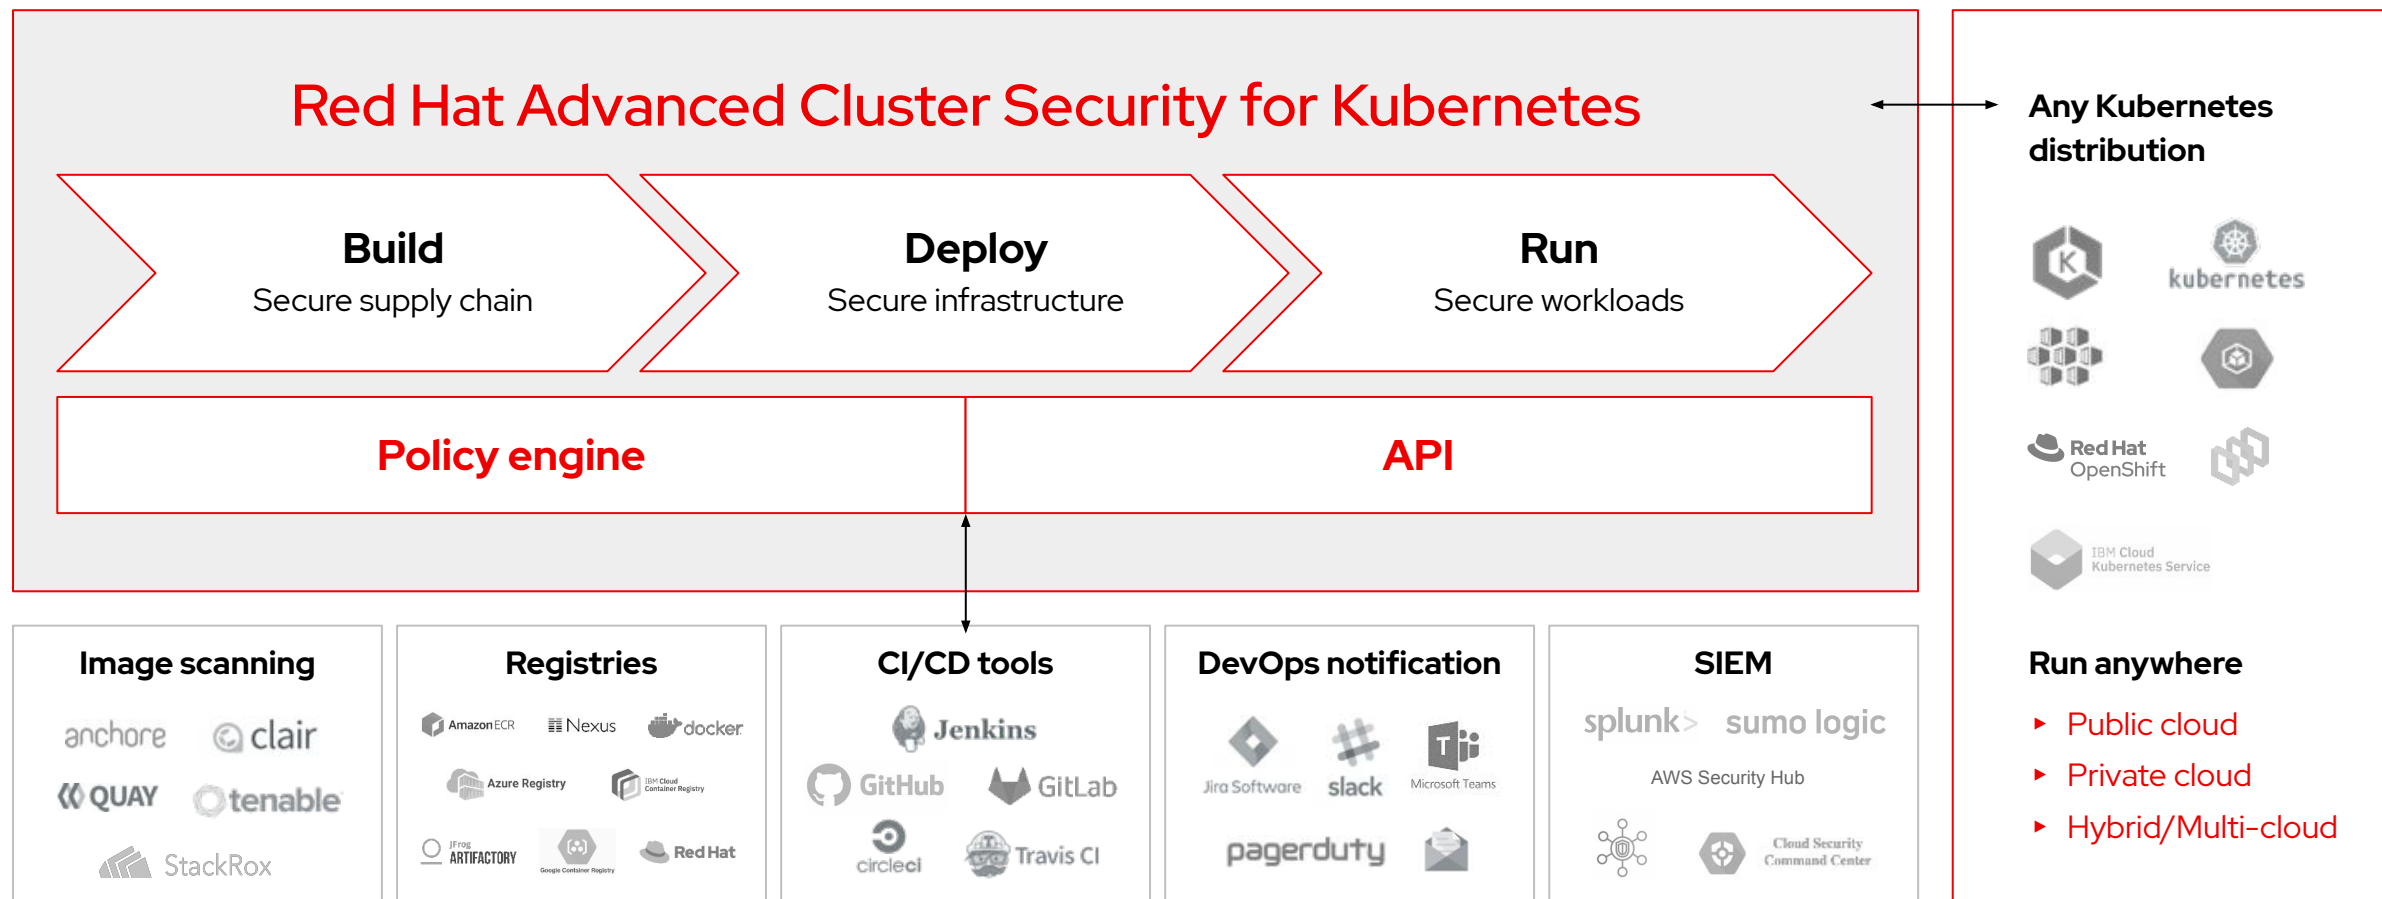 Red Hat Advanced Cluster Security for Kubernetes
Build
Secure supply chain
Deploy
Secure infrastructure
Run
Secure workloads
Policy engine
API
Any Kubernetes
distribution
K
kubernetes
Red Hat
OpenShift
IBM Cloud
Kubernetes Service
Run anywhere
Public cloud
Private cloud
Hybrid/Multi-cloud
Image scanning
anchore
clair
QUAY
tenable
StackRox
Registries
Amazon ECR
Nexus
docker
Azure Registry
IBM Cloud
Container Registry
JFrog
ARTIFACTORY
Google Container Registry
Red Hat
CI/CD tools
Jenkins
GitHub
GitLab
circleci
Travis CI
DevOps notification
Jira Software
slack
T
Microsoft Teams
pagerduty
SIEM
splunk>
sumo logic
AWS Security Hub
Cloud Security
Command Center